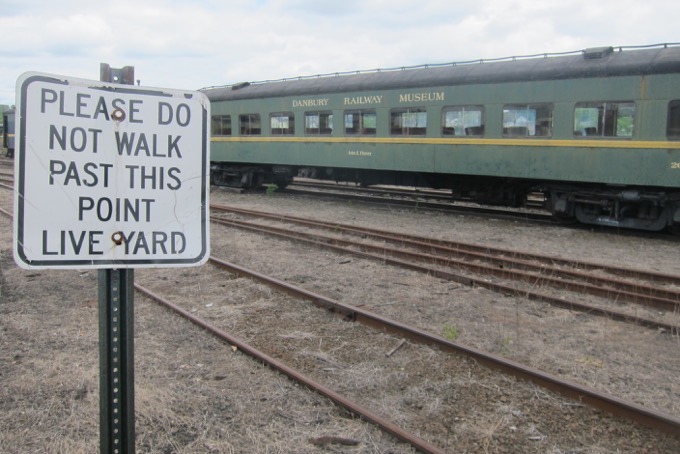 PLEASE DO
NOT WALK
PAST THIS
POINT
LIVE YARD
DANBURY RAILWAY MUSEUM